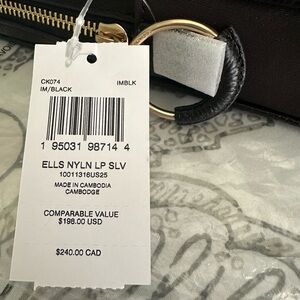 CK074 IMBLK
IM/BLACK
1 95031 98714 4
ELLS NYLN LP SLV
10011316US25
MADE IN CAMBODIA
CAMBODGE
COMPARABLE VALUE
$198.00 USD
$240.00 CAD